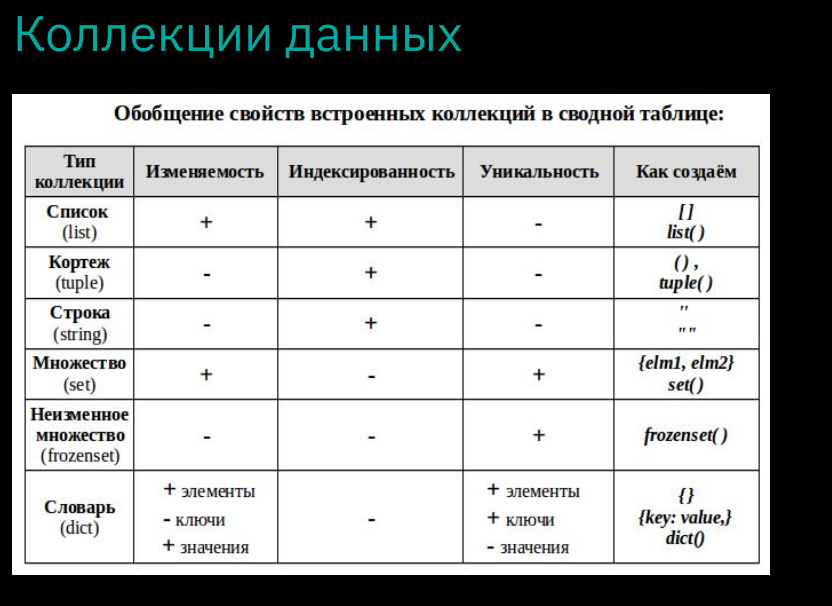 Коллекции данных
Обобщение свойств встроенных коллекций в сводной таблице:
Тип коллекции Изменяемость Индексированность Уникальность Как создаём
Список (list) + + - [] list( )
Кортеж (tuple) - + - ( ) , tuple( )
Строка (string) - + - '' ""
Множество (set) + - + {elm1, elm2} set( )
Неизменное множество (frozenset) - - + frozenset( )
Словарь (dict) + элементы - ключи + значения - + элементы + ключи - значения {} {key: value,} dict()